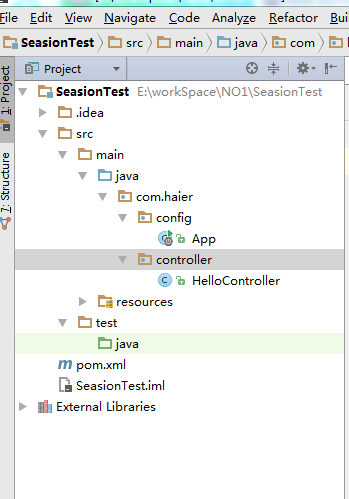 File Edit View Navigate Code Analyze Refactor Build
SeasionTest src main java com
Project
1: Project
7: Structure
SeasionTest E:\workSpace\NO1\SeasionTest
.idea
src
main
java
com.haier
config
App
controller
HelloController
resources
test
java
pom.xml
SeasionTest.iml
External Libraries